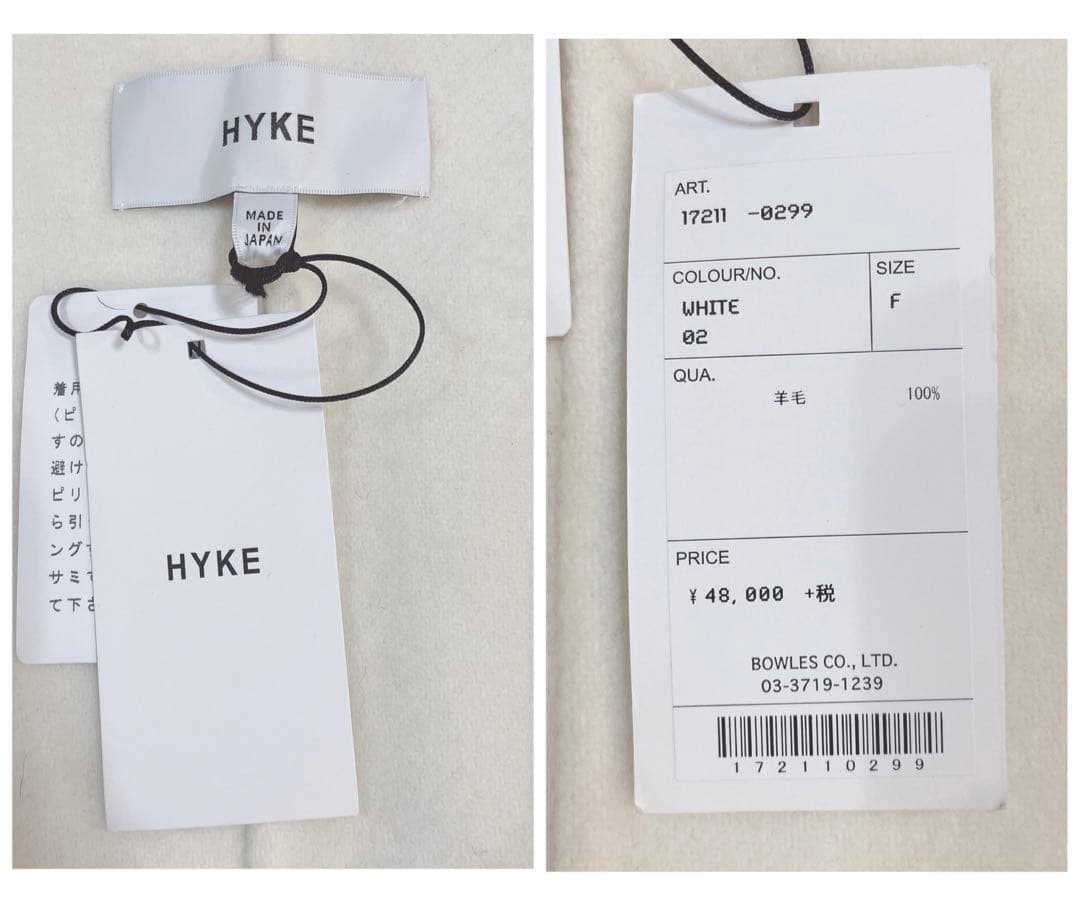 HYKE
MADE
IN
JAPAN
着用
(ピ
すの
避け
ピリ
ら引
ング
サミ
て下さ
HYKE
ART.
17211 -0299
COLOUR/NO.
WHITE
02
SIZE
F
QUA.
羊毛 100%
PRICE
¥ 48,000 +税
BOWLES CO., LTD.
03-3719-1239
172110299